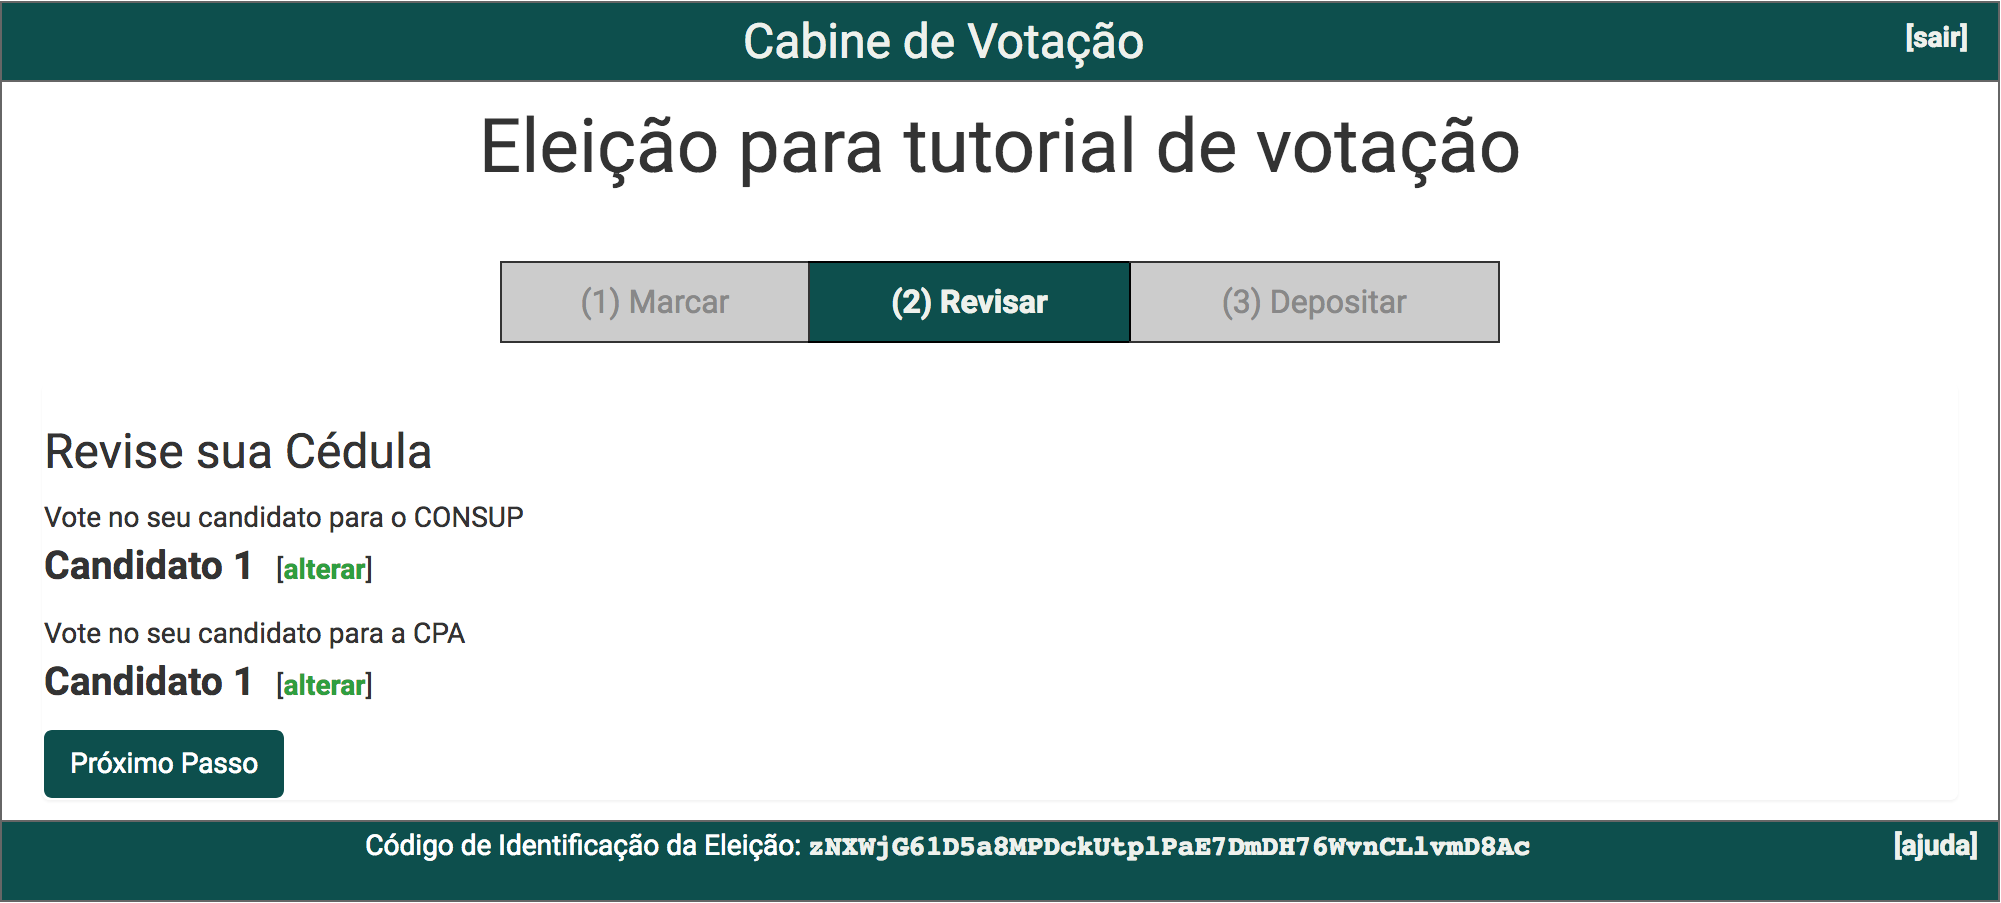 Cabine de Votação
[sair]
Eleição para tutorial de votação
(1) Marcar
(2) Revisar
(3) Depositar
Revise sua Cédula
Vote no seu candidato para o CONSUP
Candidato 1 [alterar]
Vote no seu candidato para a CPA
Candidato 1 [alterar]
Próximo Passo
Código de Identificação da Eleição: zNXWjG61D5a8MPDckUtplPaE7DmDH76WvnCLlvmD8Ac
[ajuda]